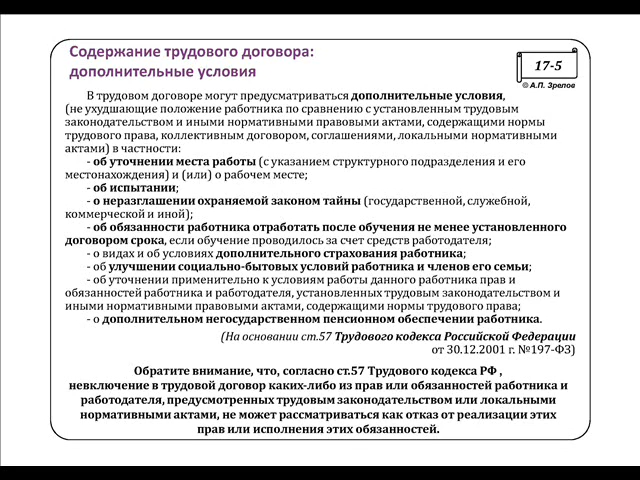 Содержание трудового договора:
дополнительные условия
17-5
© А.П. Зрелов
В трудовом договоре могут предусматриваться дополнительные условия,
(не ухудшающие положение работника по сравнению с установленным трудовым
законодательством и иными нормативными правовыми актами, содержащими нормы
трудового права, коллективным договором, соглашениями, локальными нормативными
актами) в частности:
- об уточнении места работы (с указанием структурного подразделения и его
местонахождения) и (или) о рабочем месте;
- об испытании;
- о неразглашении охраняемой законом тайны (государственной, служебной,
коммерческой и иной);
- об обязанности работника отработать после обучения не менее установленного
договором срока, если обучение проводилось за счет средств работодателя;
- о видах и об условиях дополнительного страхования работника;
- об улучшении социально-бытовых условий работника и членов его семьи;
- об уточнении применительно к условиям работы данного работника прав и
обязанностей работника и работодателя, установленных трудовым законодательством и
иными нормативными правовыми актами, содержащими нормы трудового права;
- о дополнительном негосударственном пенсионном обеспечении работника.
(На основании ст.57 Трудового кодекса Российской Федерации
от 30.12.2001 г. №197-ФЗ)
Обратите внимание, что, согласно ст.57 Трудового кодекса РФ ,
невключение в трудовой договор каких-либо из прав или обязанностей работника и
работодателя, предусмотренных трудовым законодательством или локальными
нормативными актами, не может рассматриваться как отказ от реализации этих
прав или исполнения этих обязанностей.